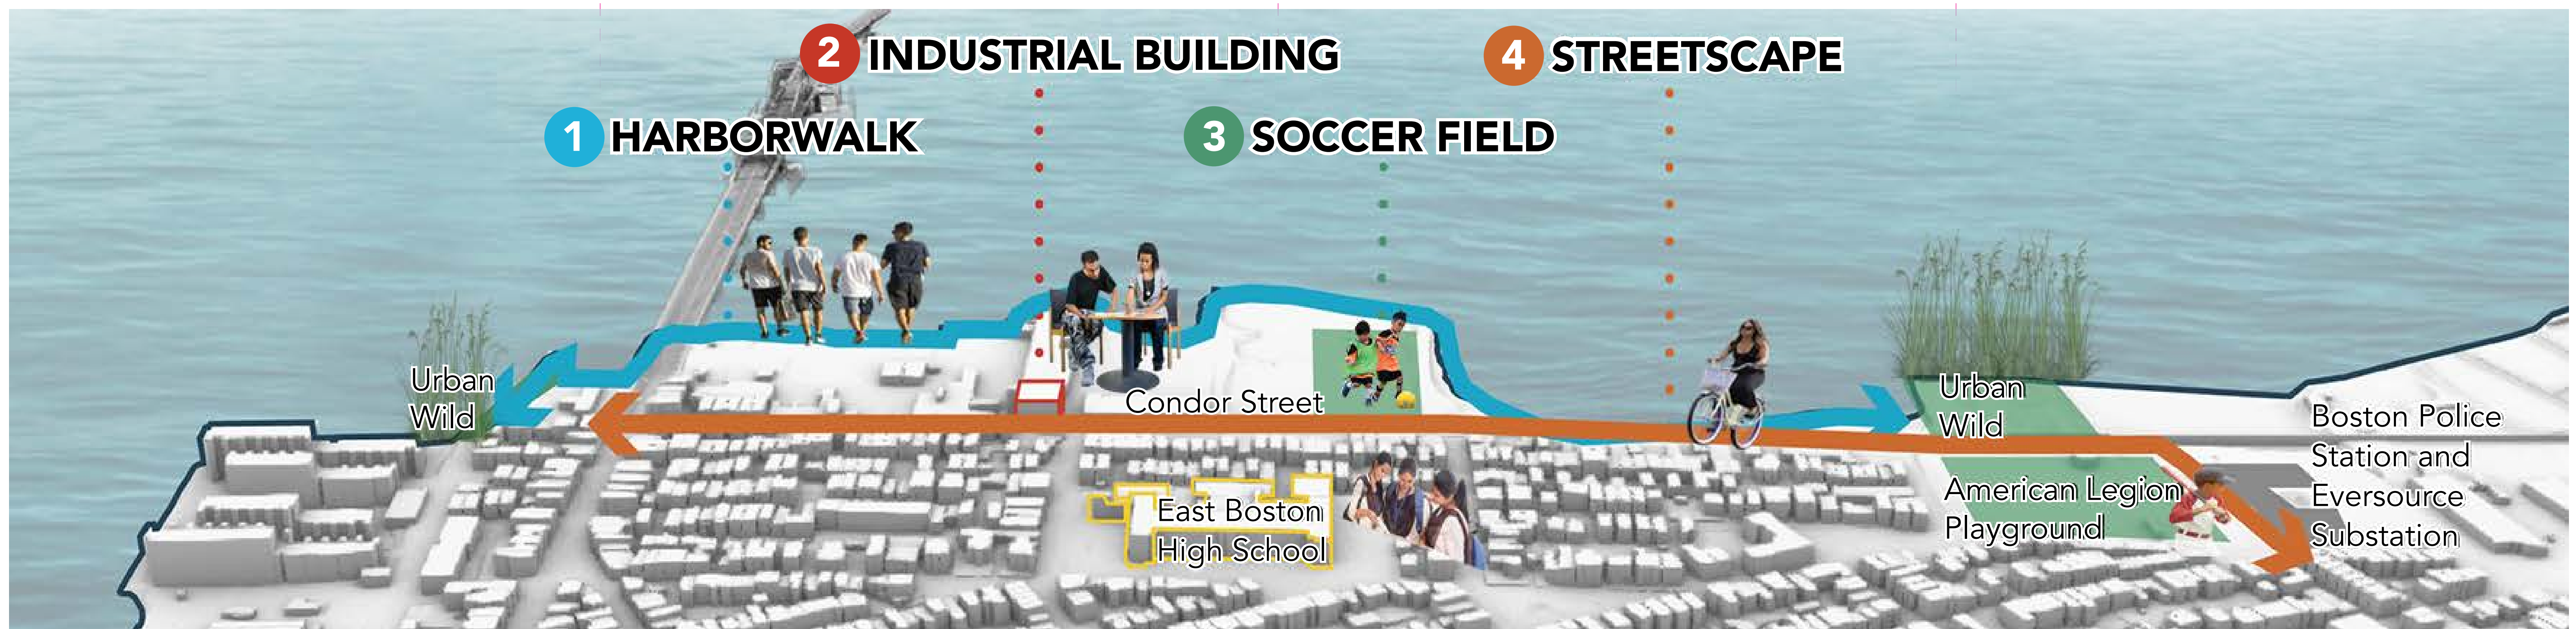 2 INDUSTRIAL BUILDING
4 STREETSCAPE
1 HARBORWALK
3 SOCCER FIELD
Urban
Wild
Condor Street
Urban
Wild
Boston Police
Station and
Eversource
Substation
American Legion
Playground
East Boston
High School